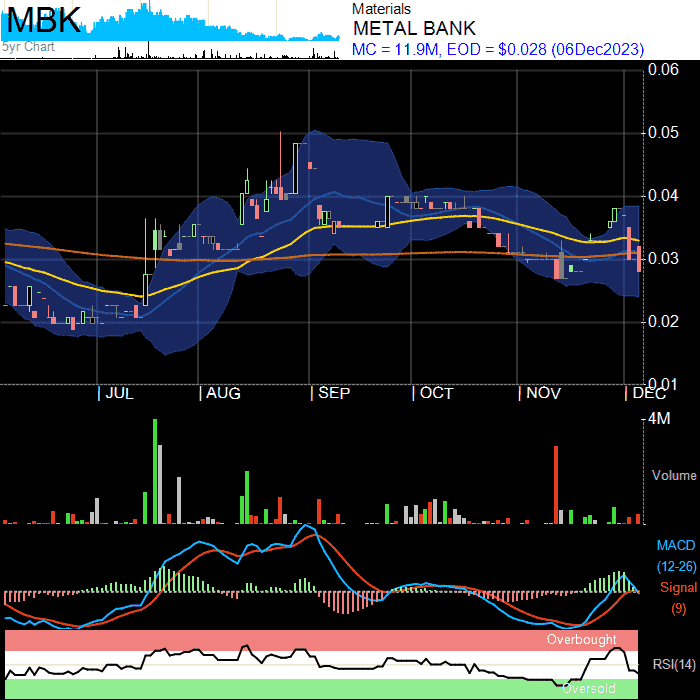 MBK
5yr Chart
Materials
METAL BANK
MC = 11.9M, EOD = $0.028 (06Dec2023)
0.06
0.05
0.04
0.03
0.02
0.01
| JUL | AUG | SEP | OCT | NOV | DEC
4M
Volume
MACD
(12-26)
Signal
(9)
Overbought
RSI(14)
Oversold